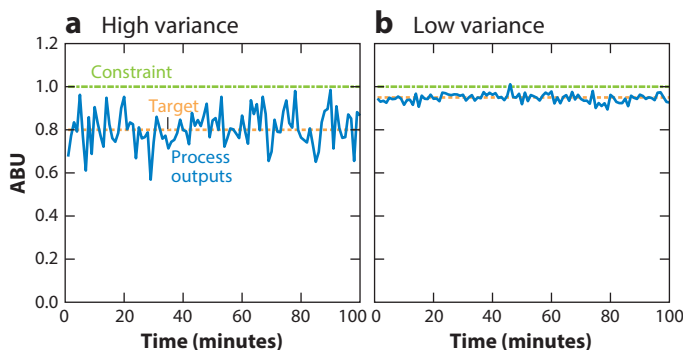 a High variance
b Low variance
1.2
1.0
0.8
0.6
0.4
0.2
0.0
ABU
Constraint
Target
Process
outputs
0 20 40 60 80 100
0 20 40 60 80 100
Time (minutes)
Time (minutes)